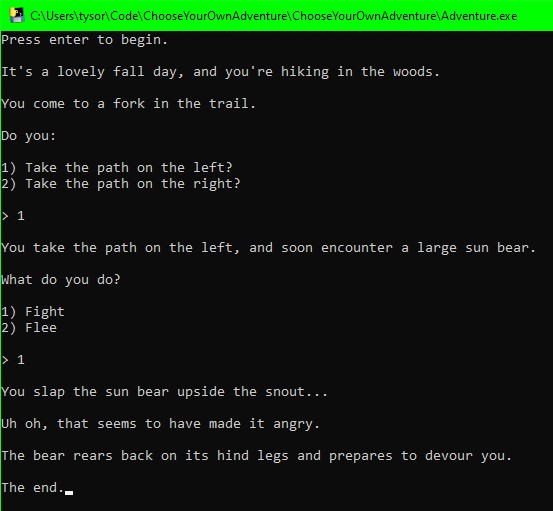 C:\Users\tysor\Code\ChooseYourOwnAdventure\ChooseYourOwnAdventure\Adventure.exe
Press enter to begin.
It's a lovely fall day, and you're hiking in the woods.
You come to a fork in the trail.
Do you:
1) Take the path on the left?
2) Take the path on the right?
> 1
You take the path on the left, and soon encounter a large sun bear.
What do you do?
1) Fight
2) Flee
> 1
You slap the sun bear upside the snout...
Uh oh, that seems to have made it angry.
The bear rears back on its hind legs and prepares to devour you.
The end.